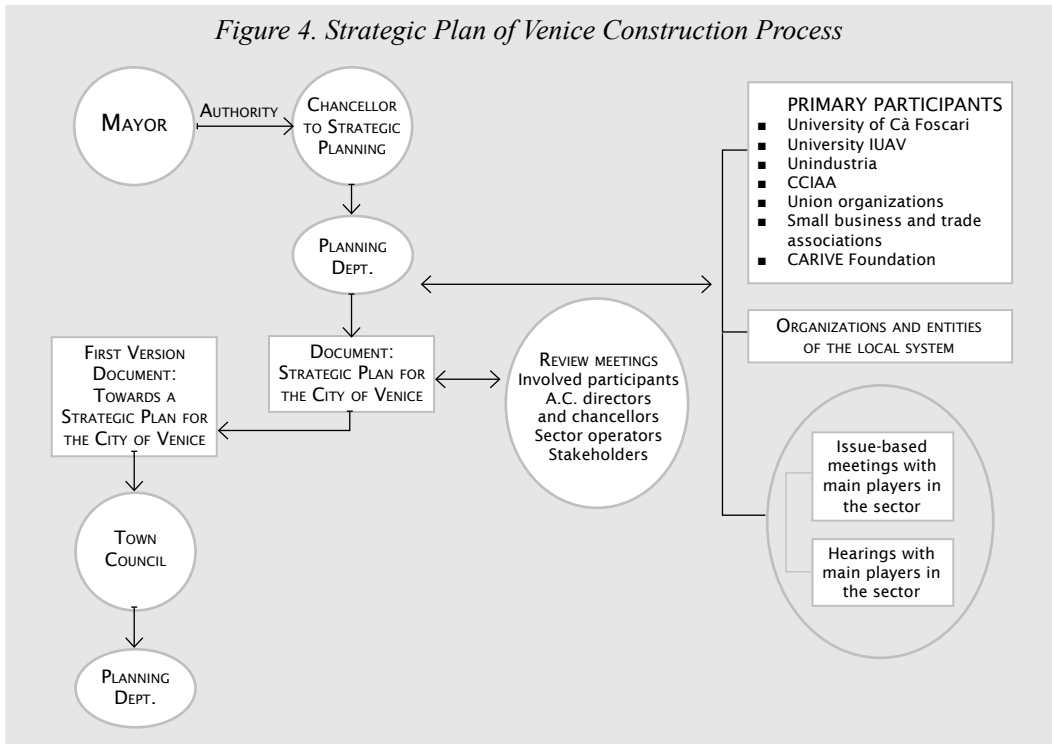 Figure 4. Strategic Plan of Venice Construction Process
MAYOR
AUTHORITY
CHANCELLOR
TO STRATEGIC
PLANNING
PLANNING
DEPT.
DOCUMENT:
STRATEGIC PLAN FOR
THE CITY OF VENICE
FIRST VERSION
DOCUMENT:
TOWARDS A
STRATEGIC PLAN FOR
THE CITY OF VENICE
TOWN
COUNCIL
PLANNING
DEPT.
REVIEW MEETINGS
Involved participants
A.C. directors
and chancellors
Sector operators
Stakeholders
PRIMARY PARTICIPANTS
■ University of Cà Foscari
■ University IUAV
■ Unindustria
■ CCIAA
■ Union organizations
■ Small business and trade
associations
■ CARIVE Foundation
ORGANIZATIONS AND ENTITIES
OF THE LOCAL SYSTEM
Issue-based
meetings with
main players in
the sector
Hearings with
main players in
the sector